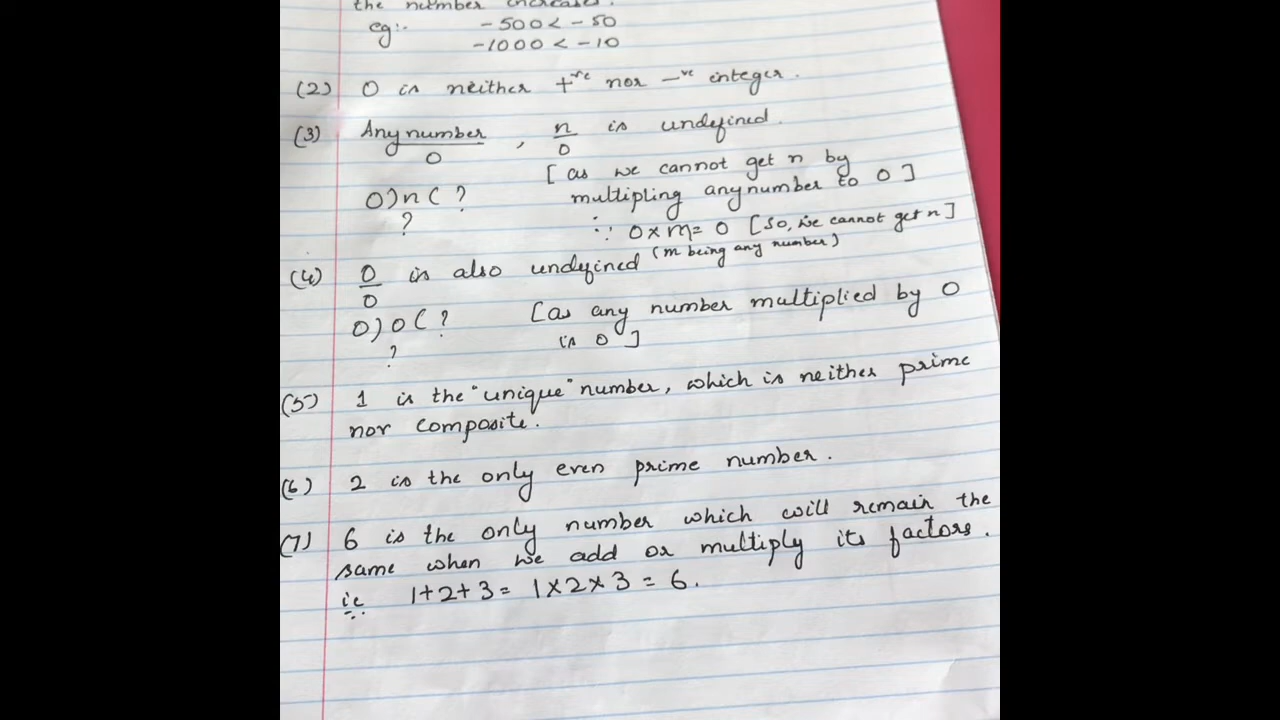 the number increases.
eg:- -500 < -50
-1000 < -10
(2) 0 is neither +ve nor -ve integer.
(3) Any number/0 , n/0 is undefined.
[as we cannot get n by
0)n( ? multipling any number to 0]
? ∵ 0 × m = 0 [So, we cannot get n]
(m being any number)
(4) 0/0 is also undefined
0)0( ? [as any number multiplied by 0
? is 0]
(5) 1 is the "unique" number, which is neither prime
nor composite.
(6) 2 is the only even prime number.
(7) 6 is the only number which will remain the
same when we add or multiply its factors.
ie 1+2+3 = 1×2×3 = 6.